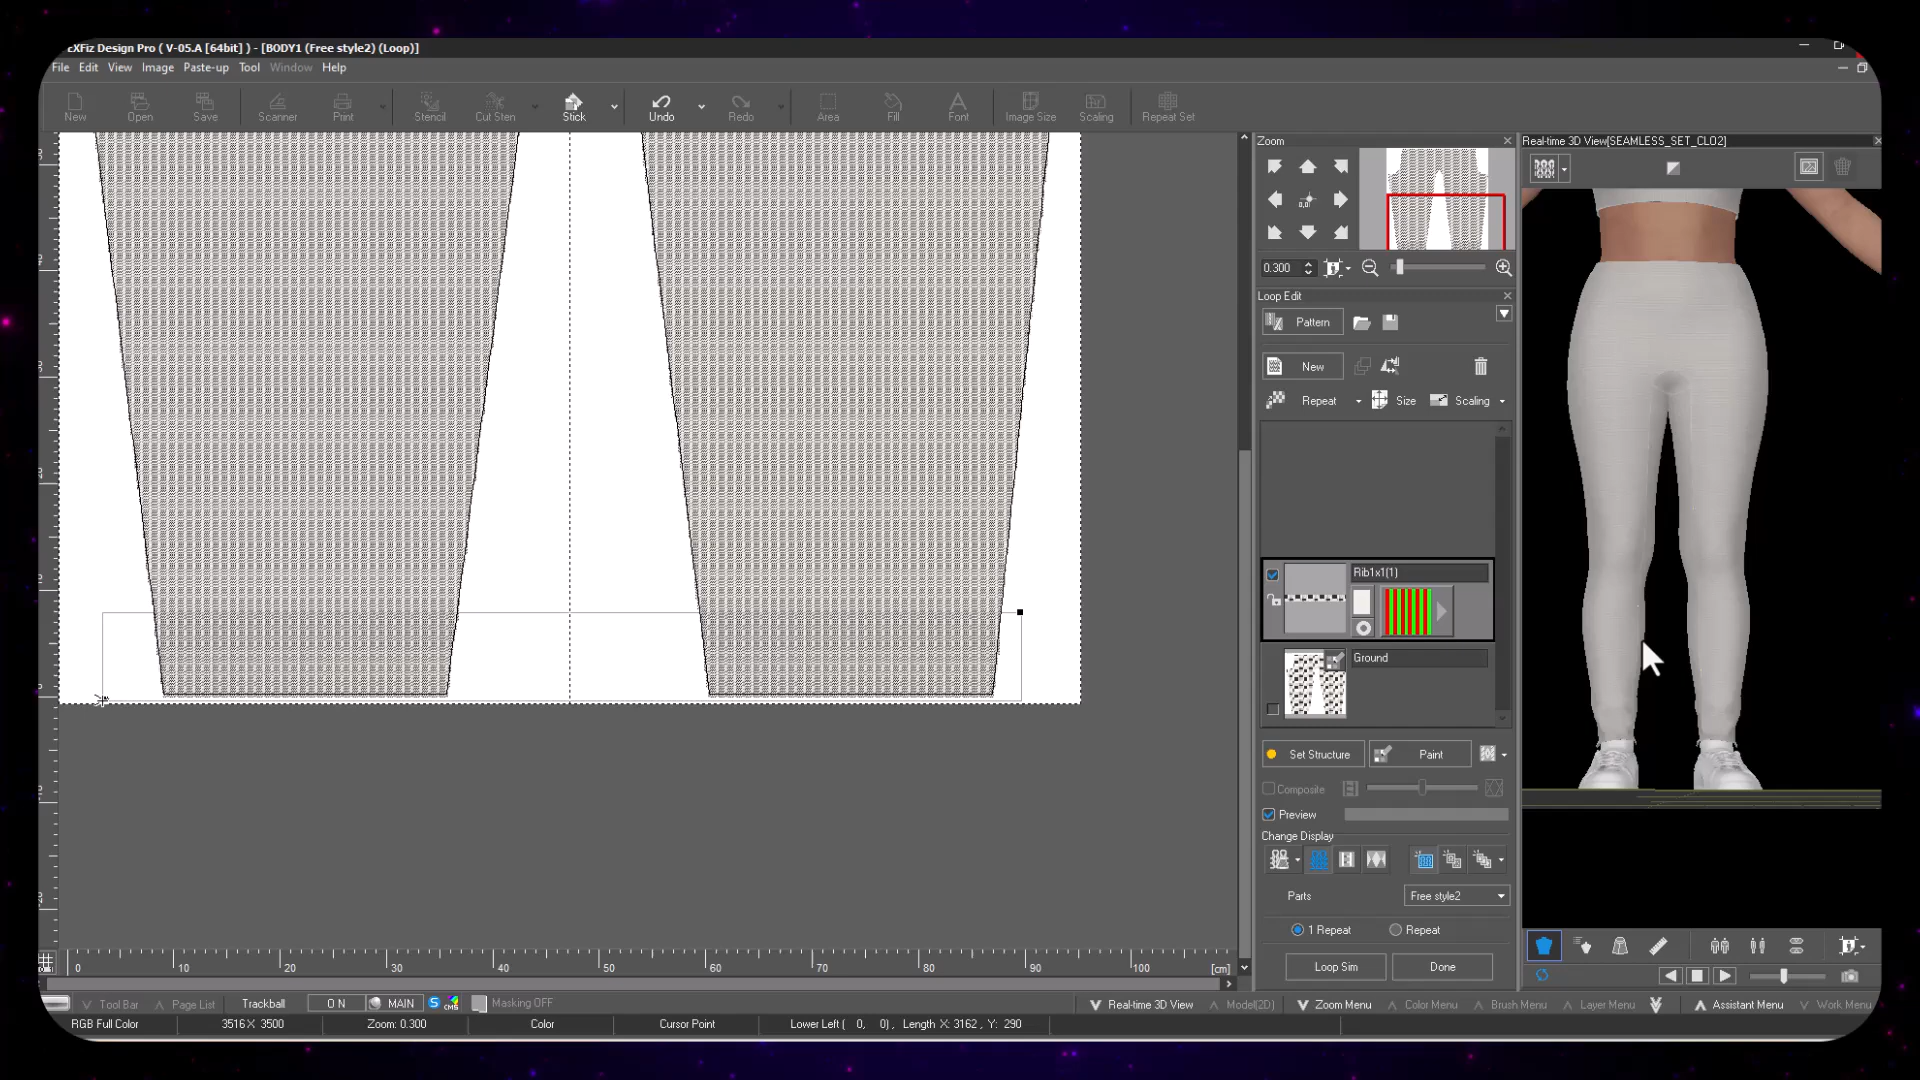 cXFiz Design Pro ( V-05.A [64bit] ) - [BODY1 (Free style2) (Loop)]
File Edit View Image Paste-up Tool Window Help
New Open Save Scanner Print Stencil Cut Sten Stick Undo Redo Area Fill Font Image Size Scaling Repeat Set
Zoom
Real-time 3D View[SEAMLESS_SET_CLO2]
0.300
Loop Edit
Pattern
New
Repeat Size Scaling
Rib1x1(1)
Ground
Set Structure Paint
Composite
Preview
Change Display
Parts Free style2
1 Repeat Repeat
Loop Sim Done
0 10 20 30 40 50 60 70 80 90 100 [cm]
Tool Bar Page List Trackball O N MAIN S CMS Masking OFF Real-time 3D View Model(2D) Zoom Menu Color Menu Brush Menu Layer Menu Assistant Menu Work Menu
RGB Full Color 3516X 3500 Zoom: 0.300 Color Cursor Point Lower Left ( 0, 0), Length X: 3162 , Y: 290